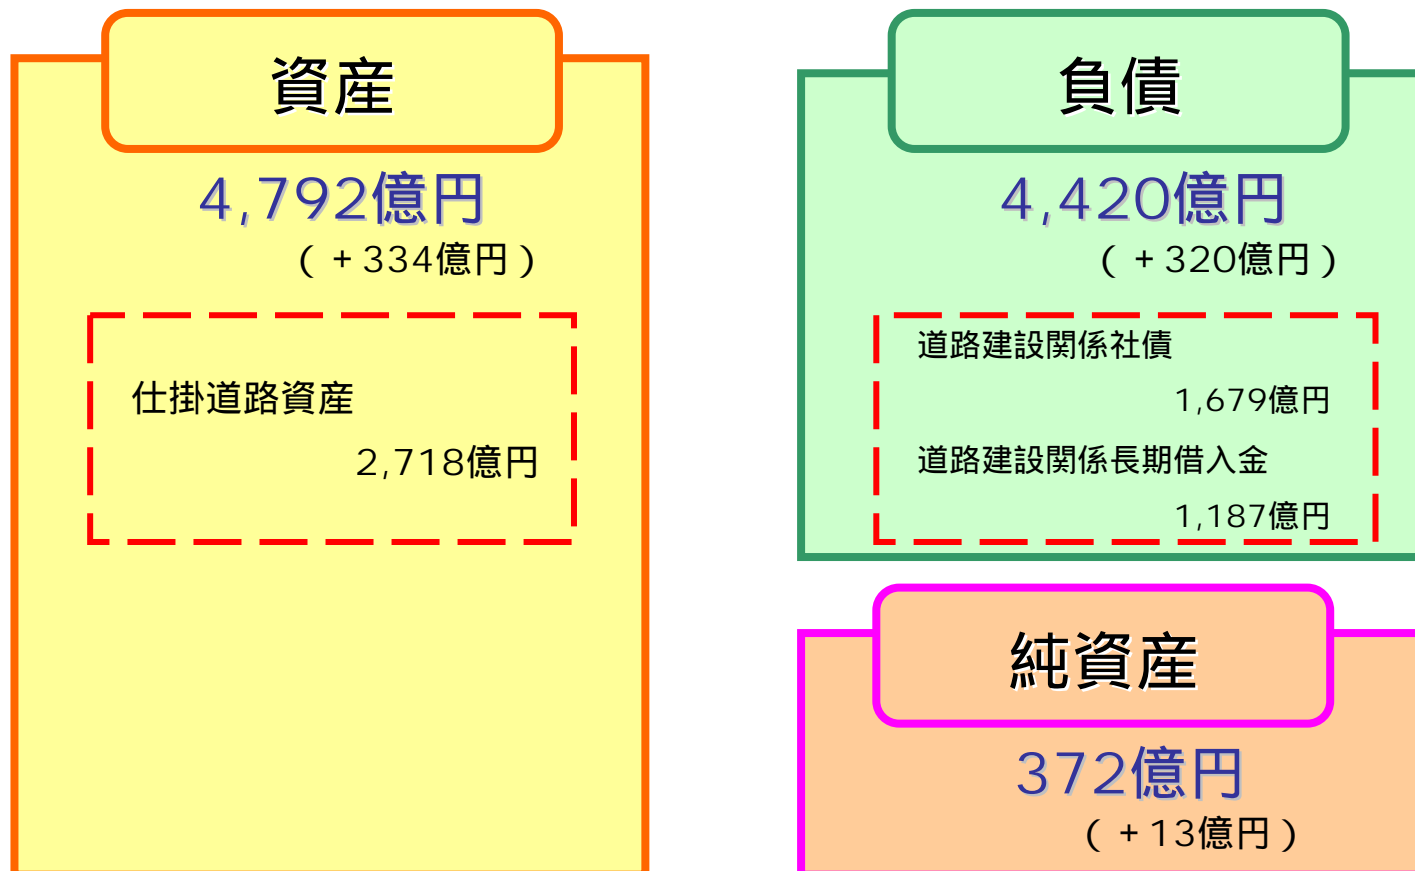 資産
4,792億円
（＋334億円）
仕掛道路資産
2,718億円
負債
4,420億円
（＋320億円）
道路建設関係社債
1,679億円
道路建設関係長期借入金
1,187億円
純資産
372億円
（＋13億円）